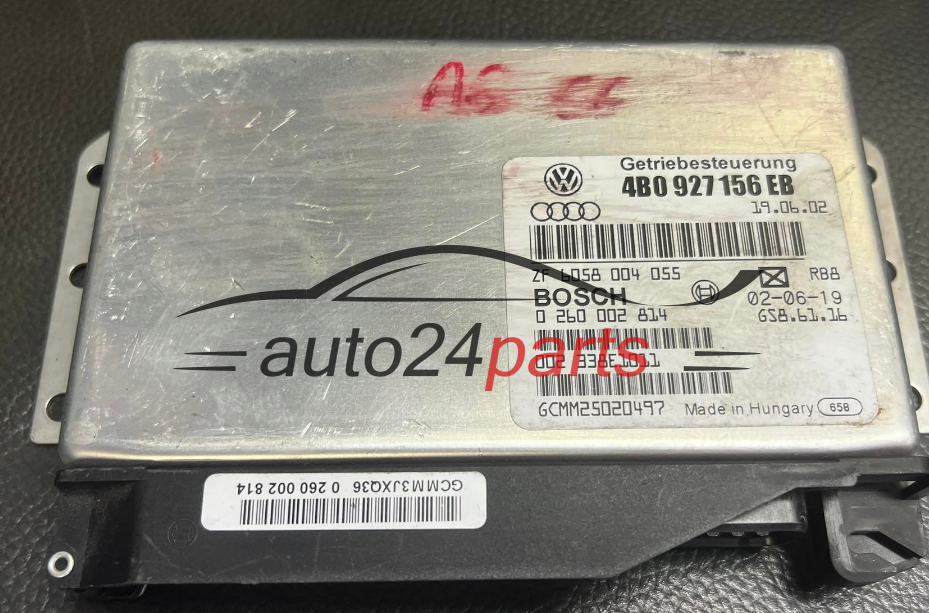 A6
Getriebesteuerung
4B0 927 156 EB
19.06.02
ZF 6058 004 055
RB8
BOSCH
02-06-19
0 260 002 814
GS8.61.16
auto24parts
GCMM25020497
Made in Hungary
658
GCMM3JXQ36 0 260 002 814